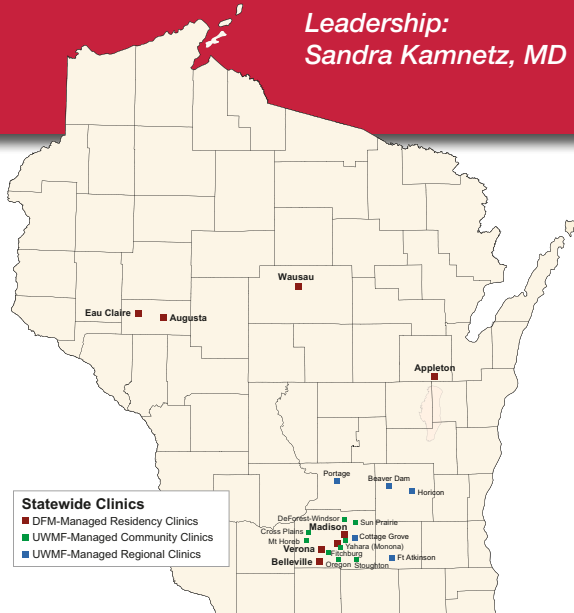 Leadership:
Sandra Kamnetz, MD
Wausau
Eau Claire
Augusta
Appleton
Portage
Beaver Dam
Horicon
Statewide Clinics
DFM-Managed Residency Clinics
UWMF-Managed Community Clinics
UWMF-Managed Regional Clinics
DeForest-Windsor
Sun Prairie
Madison
Cross Plains
Cottage Grove
Mt Horeb
Yahara (Monona)
Verona
Fitchburg
Ft Atkinson
Belleville
Oregon
Stoughton